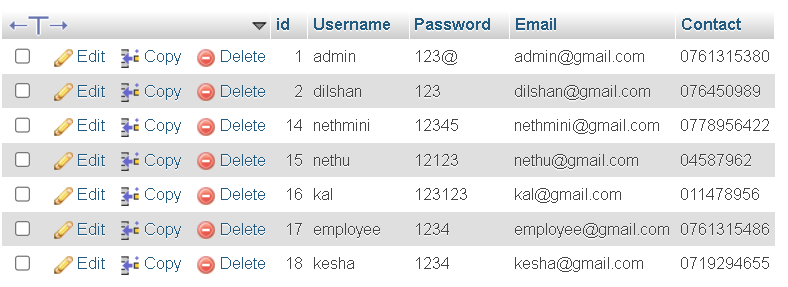 id Username Password Email Contact
Edit Copy Delete 1 admin 123@ admin@gmail.com 0761315380
Edit Copy Delete 2 dilshan 123 dilshan@gmail.com 076450989
Edit Copy Delete 14 nethmini 12345 nethmini@gmail.com 0778956422
Edit Copy Delete 15 nethu 12123 nethu@gmail.com 04587962
Edit Copy Delete 16 kal 123123 kal@gmail.com 011478956
Edit Copy Delete 17 employee 1234 employee@gmail.com 0761315486
Edit Copy Delete 18 kesha 1234 kesha@gmail.com 0719294655